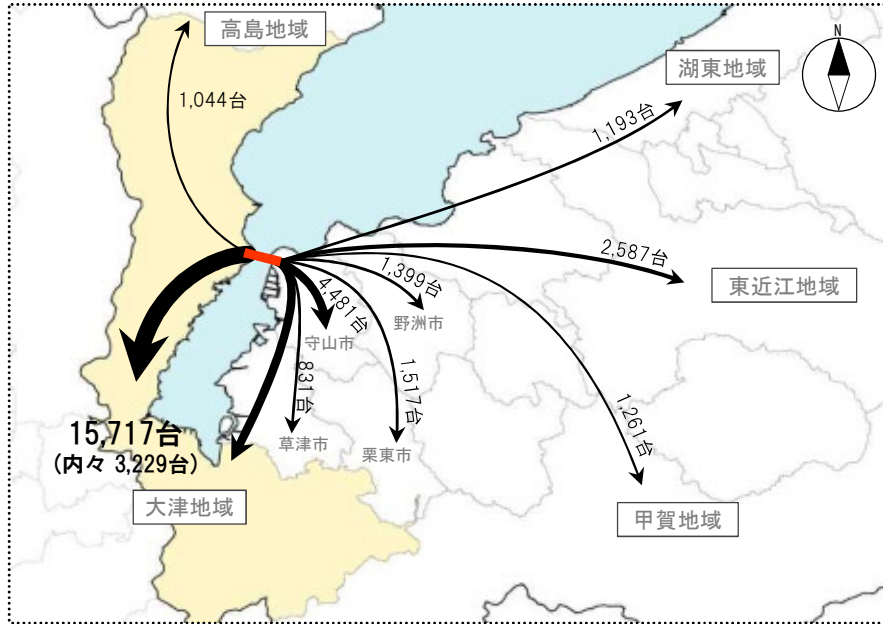 高島地域
N
湖東地域
1,044台
1,193台
2,587台
東近江地域
1,399台
4,481台
野洲市
守山市
831台
1,517台
1,261台
15,717台
(内々 3,229台)
草津市
栗東市
大津地域
甲賀地域